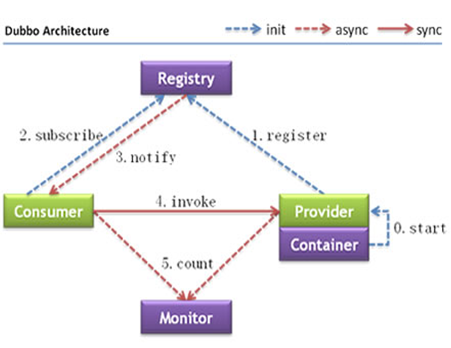 Dubbo Architecture
init
async
sync
Registry
2. subscribe
1. register
3. notify
Consumer
4. invoke
Provider
Container
0. start
5. count
Monitor